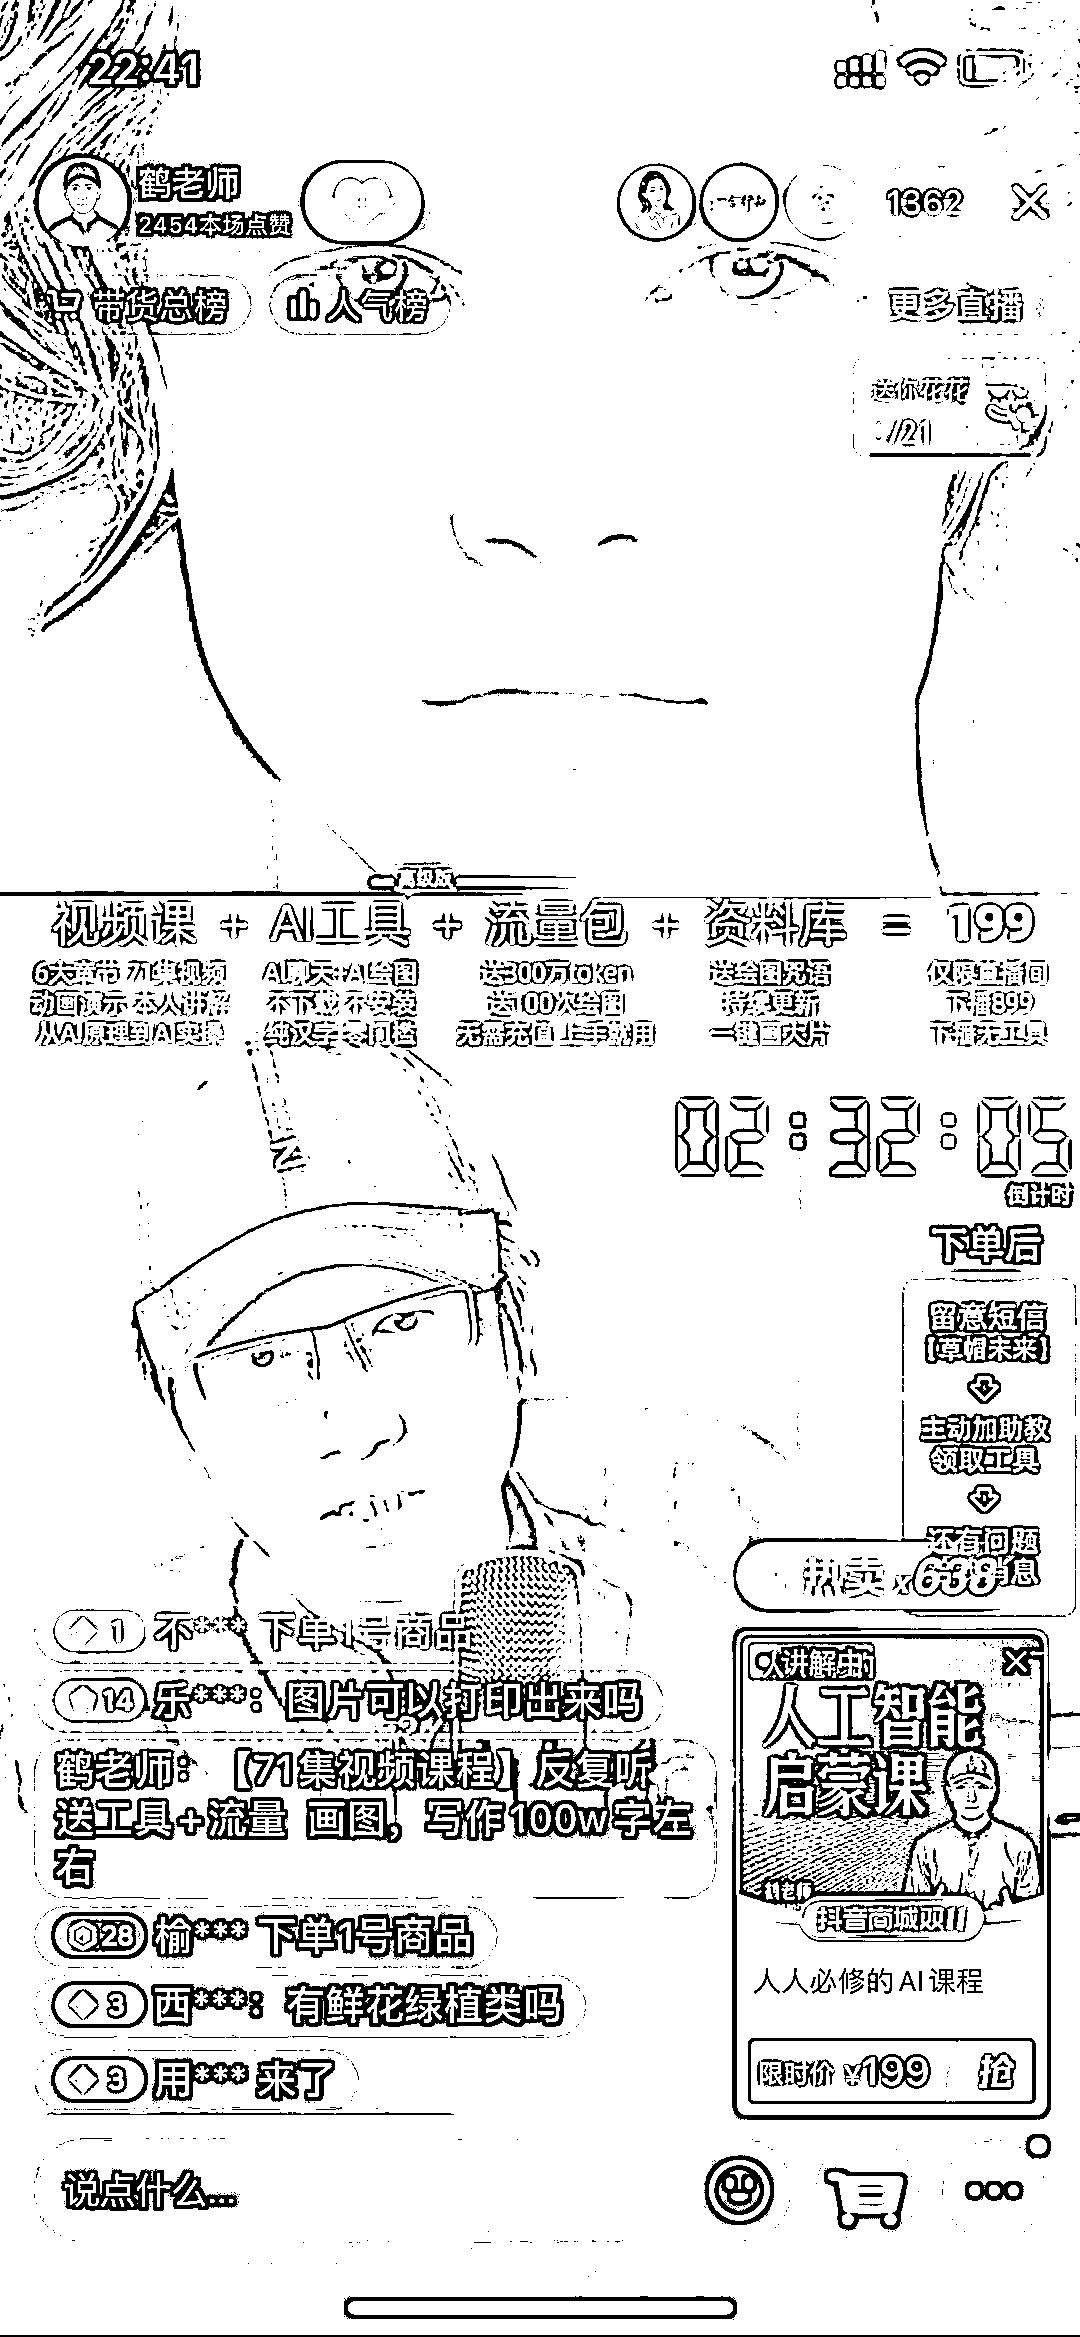 22:41
鹤老师
2454本场点赞
1362
带货总榜
人气榜
更多直播
送你花花
/21
高级版
视频课 + AI工具 + 流量包 + 资料库 = 199
6大章节 71集视频 AI聊天+AI绘图 送300万token 送绘图咒语 仅限直播间
动画演示 本人讲解 不下载 不安装 送100次绘图 持续更新 下播899
从AI原理到AI实操 纯汉字 零门槛 无需充值 上手就用 一键画大片 下播无工具
02:32:05
倒计时
下单后
留意短信
【草帽未来】
主动加助教
领取工具
还有问题
息
热卖 x638
1 不*** 下单1号商品
14 乐***：图片可以打印出来吗
鹤老师：【71集视频课程】反复听
送工具+流量 画图，写作100w字左
右
28 榆*** 下单1号商品
3 西***：有鲜花绿植类吗
3 用*** 来了
讲解中
人工智能
启蒙课
鹤老师
抖音商城双11
人人必修的AI课程
限时价 ¥199 抢
说点什么...